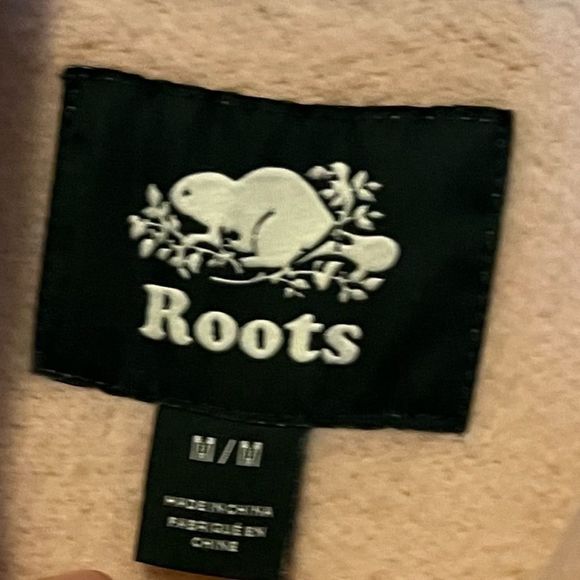 Roots
M/M
MADE IN CHINA
FABRIQUÉ EN
CHINE